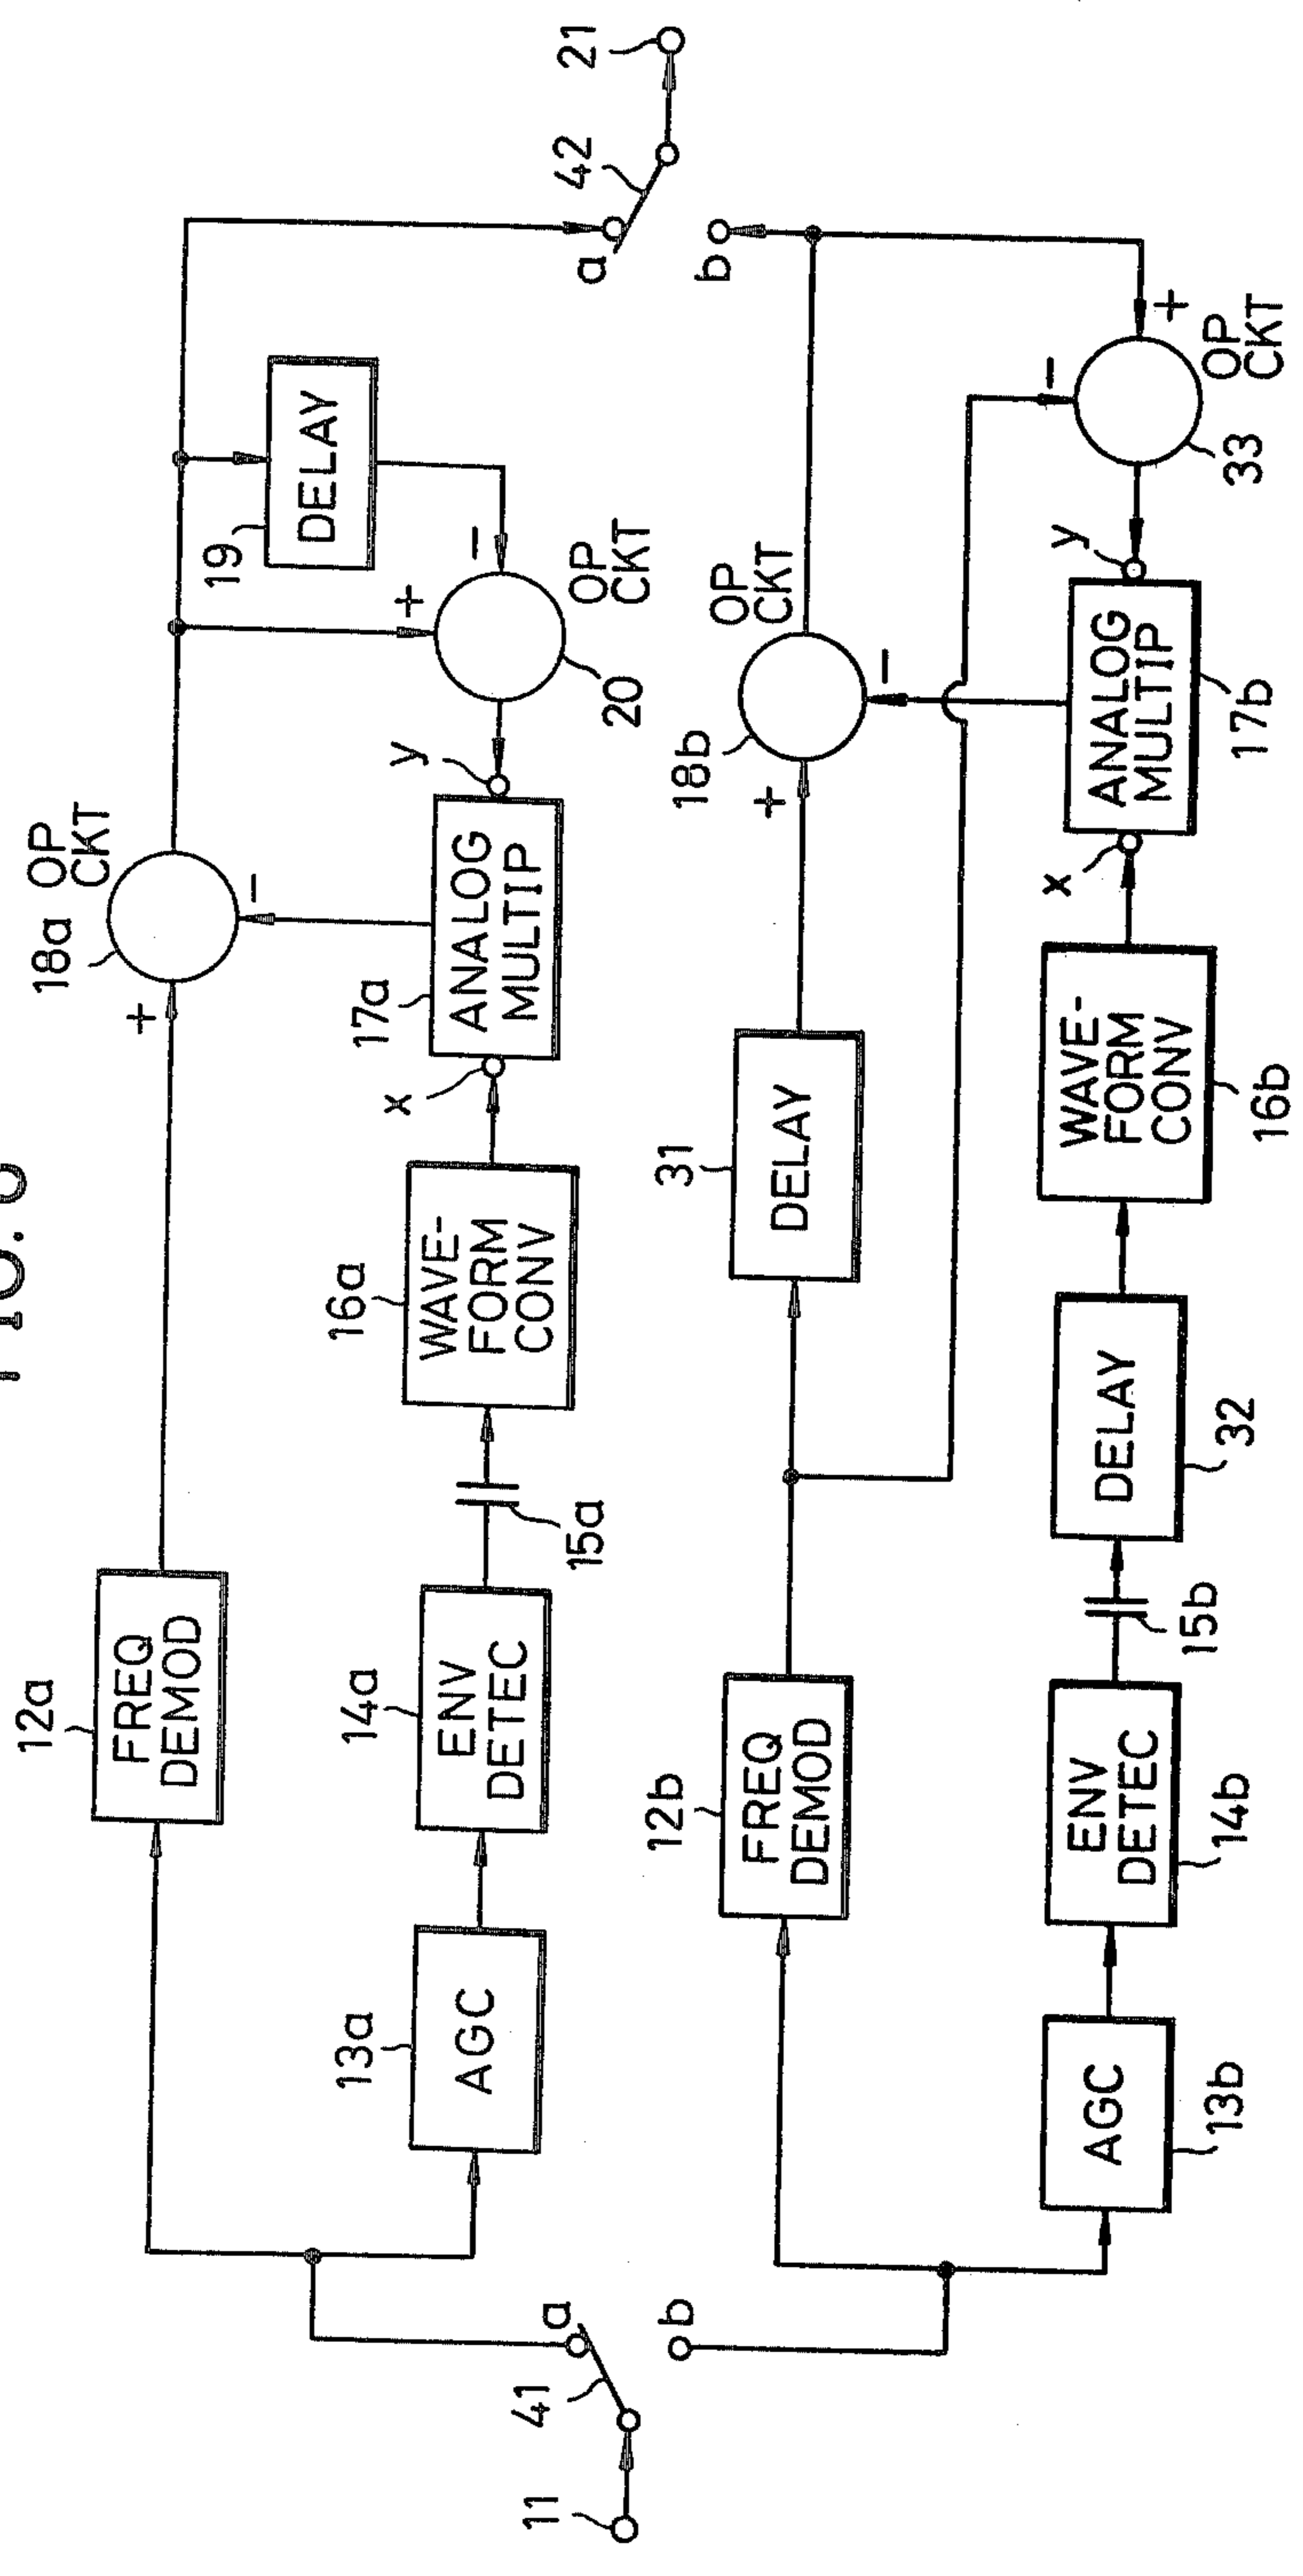 12a
FREQ
DEMOD
18a
OP
CKT
+
−
13a
AGC
14a
ENV
DETEC
15a
16a
WAVE-
FORM
CONV
x
17a
ANALOG
MULTIP
y
+
−
20
OP
CKT
19
DELAY
11
41
a
b
a
b
42
21
12b
FREQ
DEMOD
31
DELAY
+
−
18b
OP
CKT
13b
AGC
14b
ENV
DETEC
15b
DELAY
32
WAVE-
FORM
CONV
16b
x
ANALOG
MULTIP
17b
y
−
+
33
OP
CKT